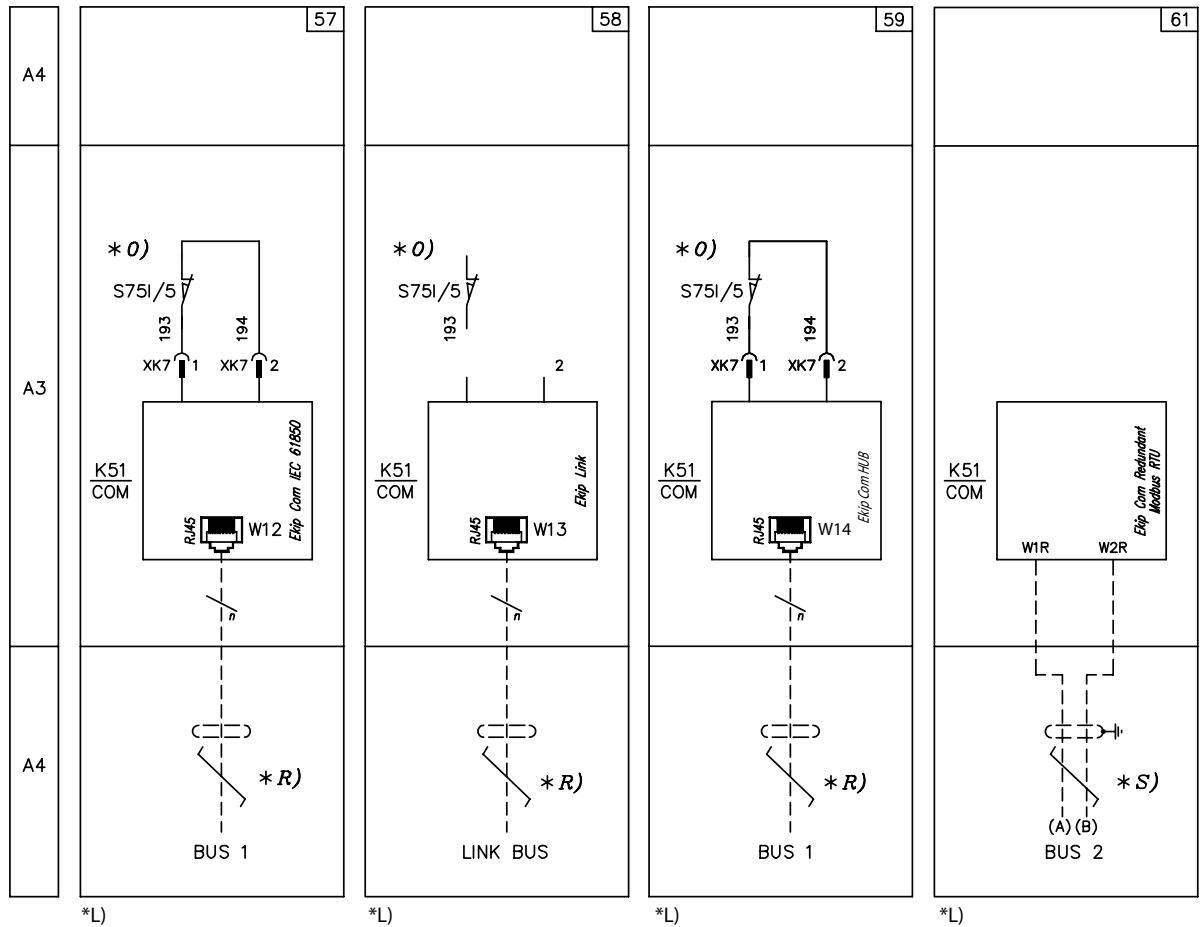 57
58
59
61
A4
A3
A4
*O)
S75I/5
193
194
XK7 1
XK7 2
K51
COM
Ekip Com IEC 61850
RJ45
W12
n
*R)
BUS 1
*L)
*O)
S75I/5
193
2
K51
COM
Ekip Link
RJ45
W13
n
*R)
LINK BUS
*L)
*O)
S75I/5
193
194
XK7 1
XK7 2
K51
COM
Ekip Com HUB
RJ45
W14
n
*R)
BUS 1
*L)
K51
COM
Ekip Com Redundant
Modbus RTU
W1R
W2R
*S)
(A) (B)
BUS 2
*L)